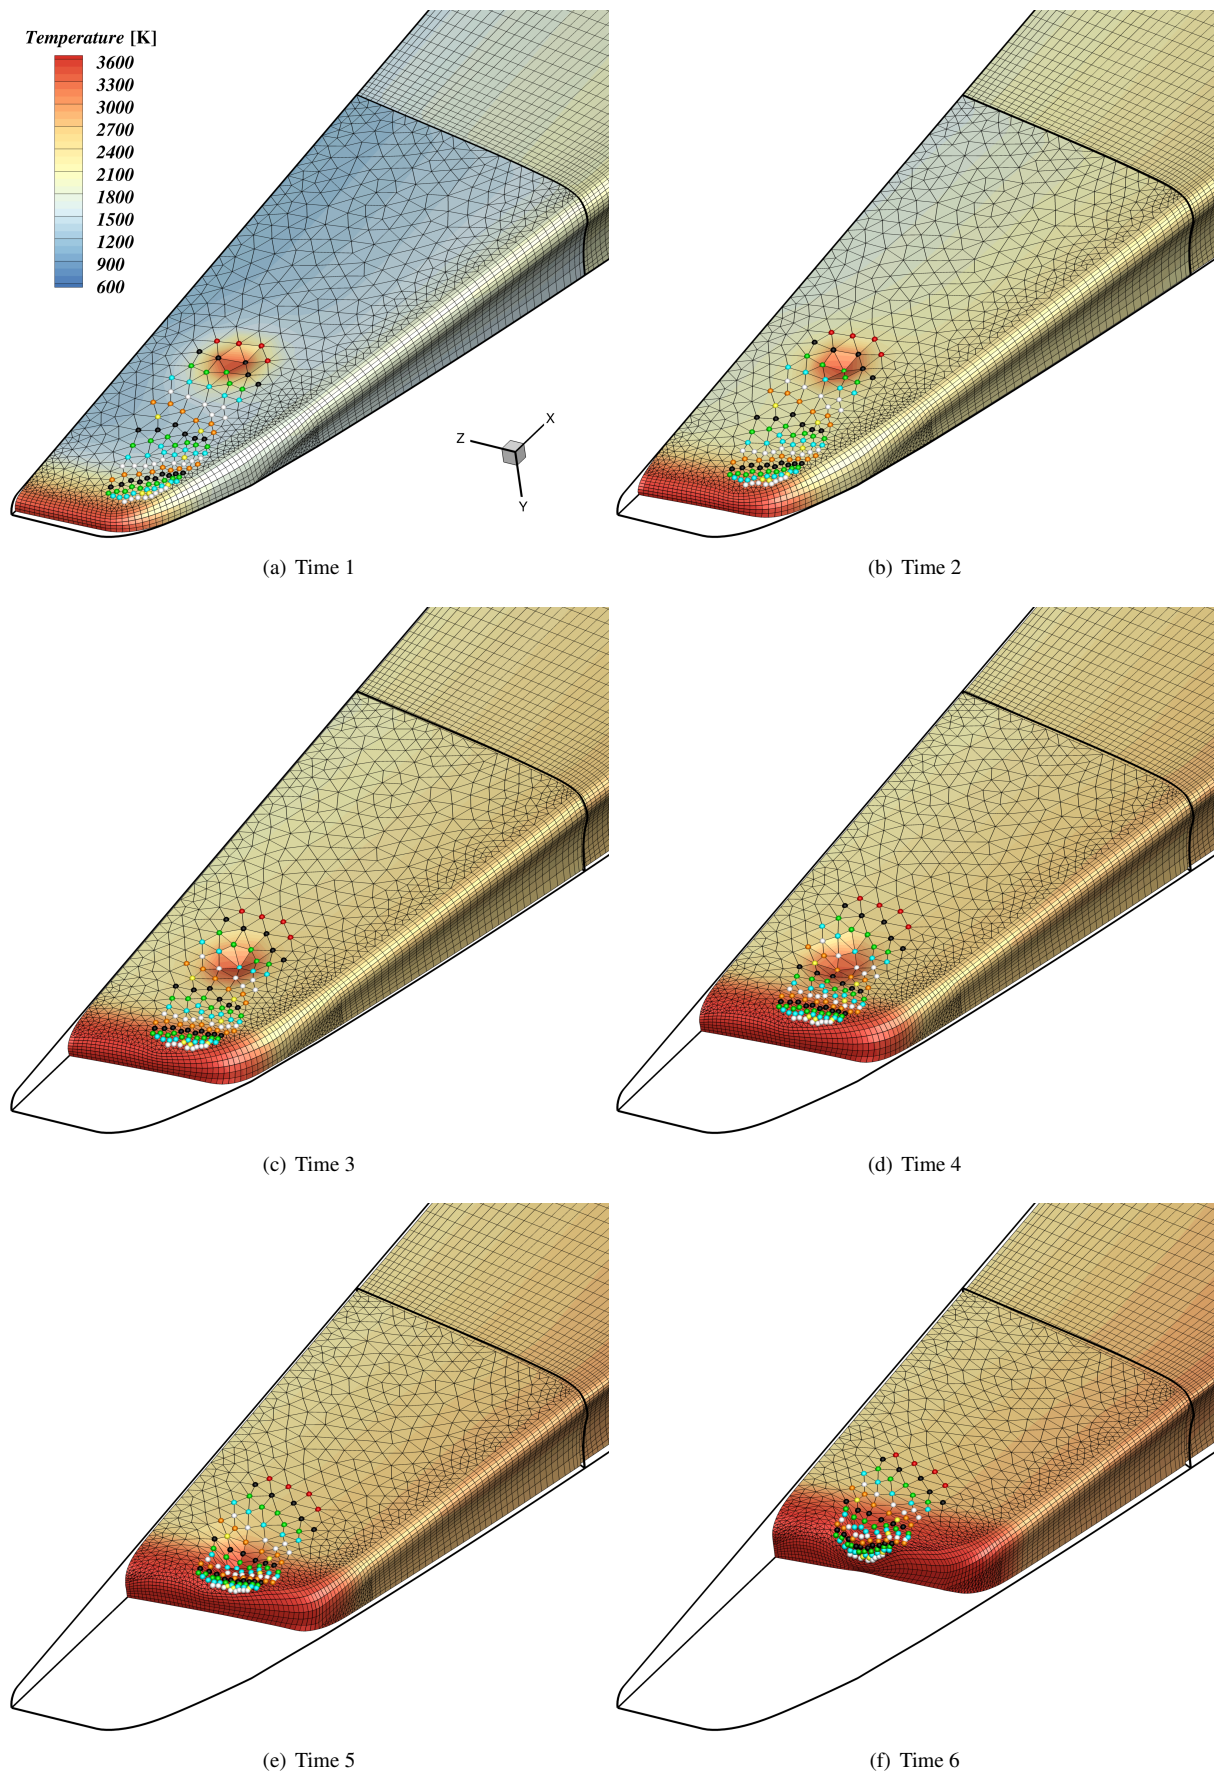 Temperature [K]
3600
3300
3000
2700
2400
2100
1800
1500
1200
900
600
X
Z
Y
(a) Time 1
(b) Time 2
(c) Time 3
(d) Time 4
(e) Time 5
(f) Time 6